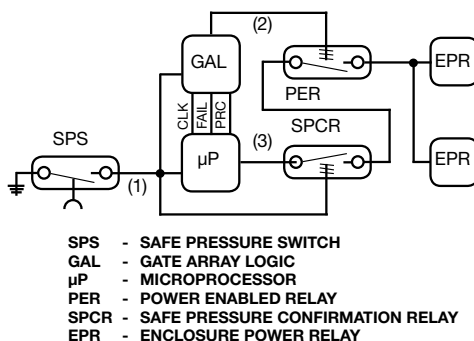 (2)
GAL
EPR
PER
CLK
FAIL
PRC
SPCR
SPS
µP
(3)
EPR
(1)
SPS - SAFE PRESSURE SWITCH
GAL - GATE ARRAY LOGIC
µP - MICROPROCESSOR
PER - POWER ENABLED RELAY
SPCR - SAFE PRESSURE CONFIRMATION RELAY
EPR - ENCLOSURE POWER RELAY